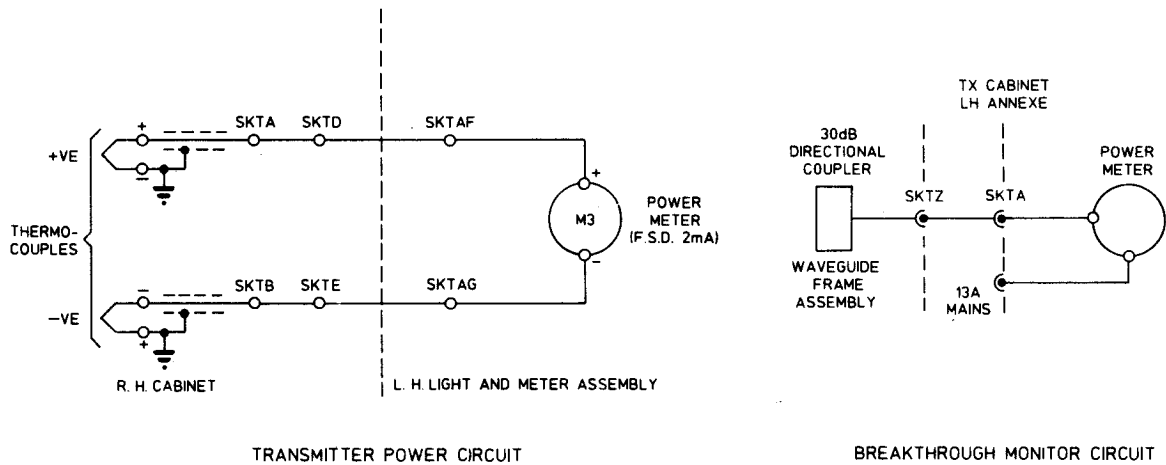 TX CABINET
LH ANNEXE
+
SKTA
SKTD
SKTAF
30dB
DIRECTIONAL
COUPLER
POWER
METER
+VE
−
+
SKTZ
SKTA
THERMO-
COUPLES
M3
POWER
METER
(F.S.D. 2mA)
−
SKTB
SKTE
SKTAG
WAVEGUIDE
FRAME
ASSEMBLY
13A
MAINS
−
−VE
+
R. H. CABINET
L. H. LIGHT AND METER ASSEMBLY
TRANSMITTER POWER CIRCUIT
BREAKTHROUGH MONITOR CIRCUIT